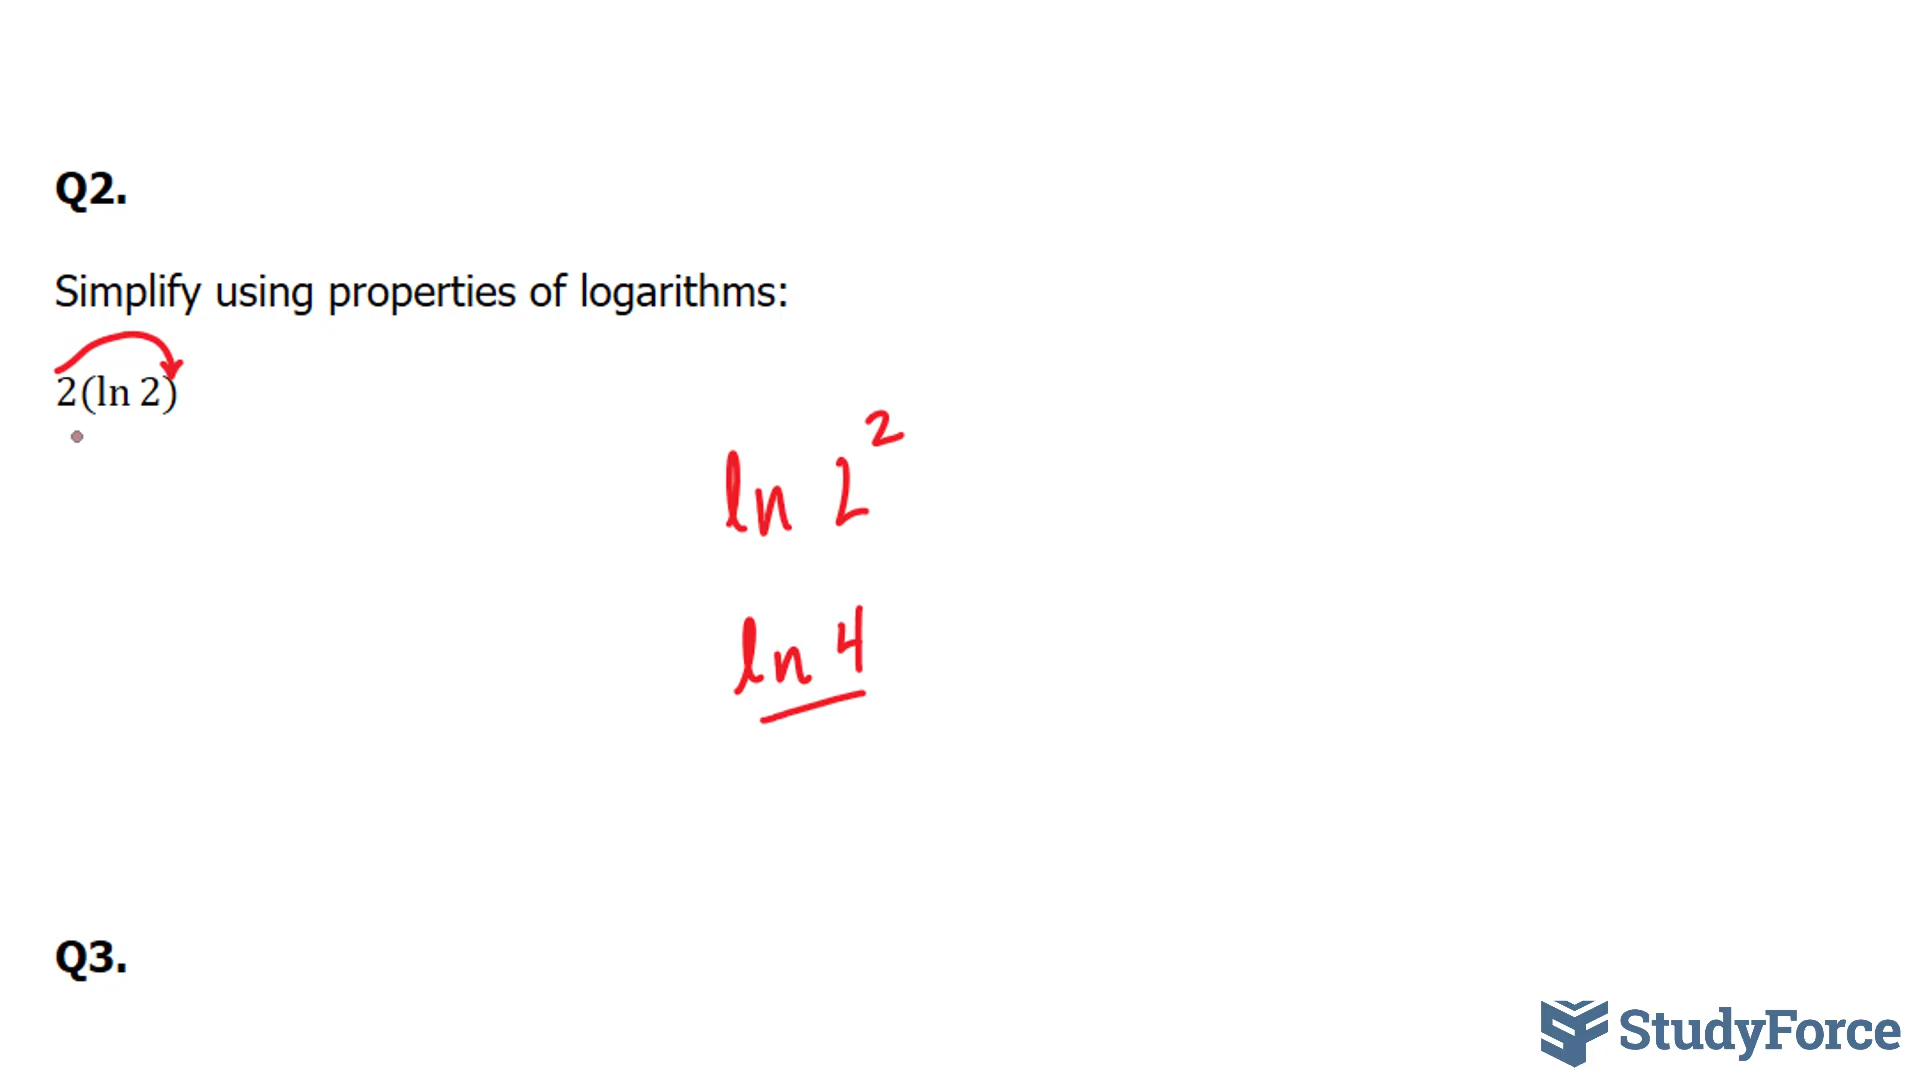 Q2.
Simplify using properties of logarithms:
2(ln 2)
ln 2²
ln 4
Q3.
StudyForce